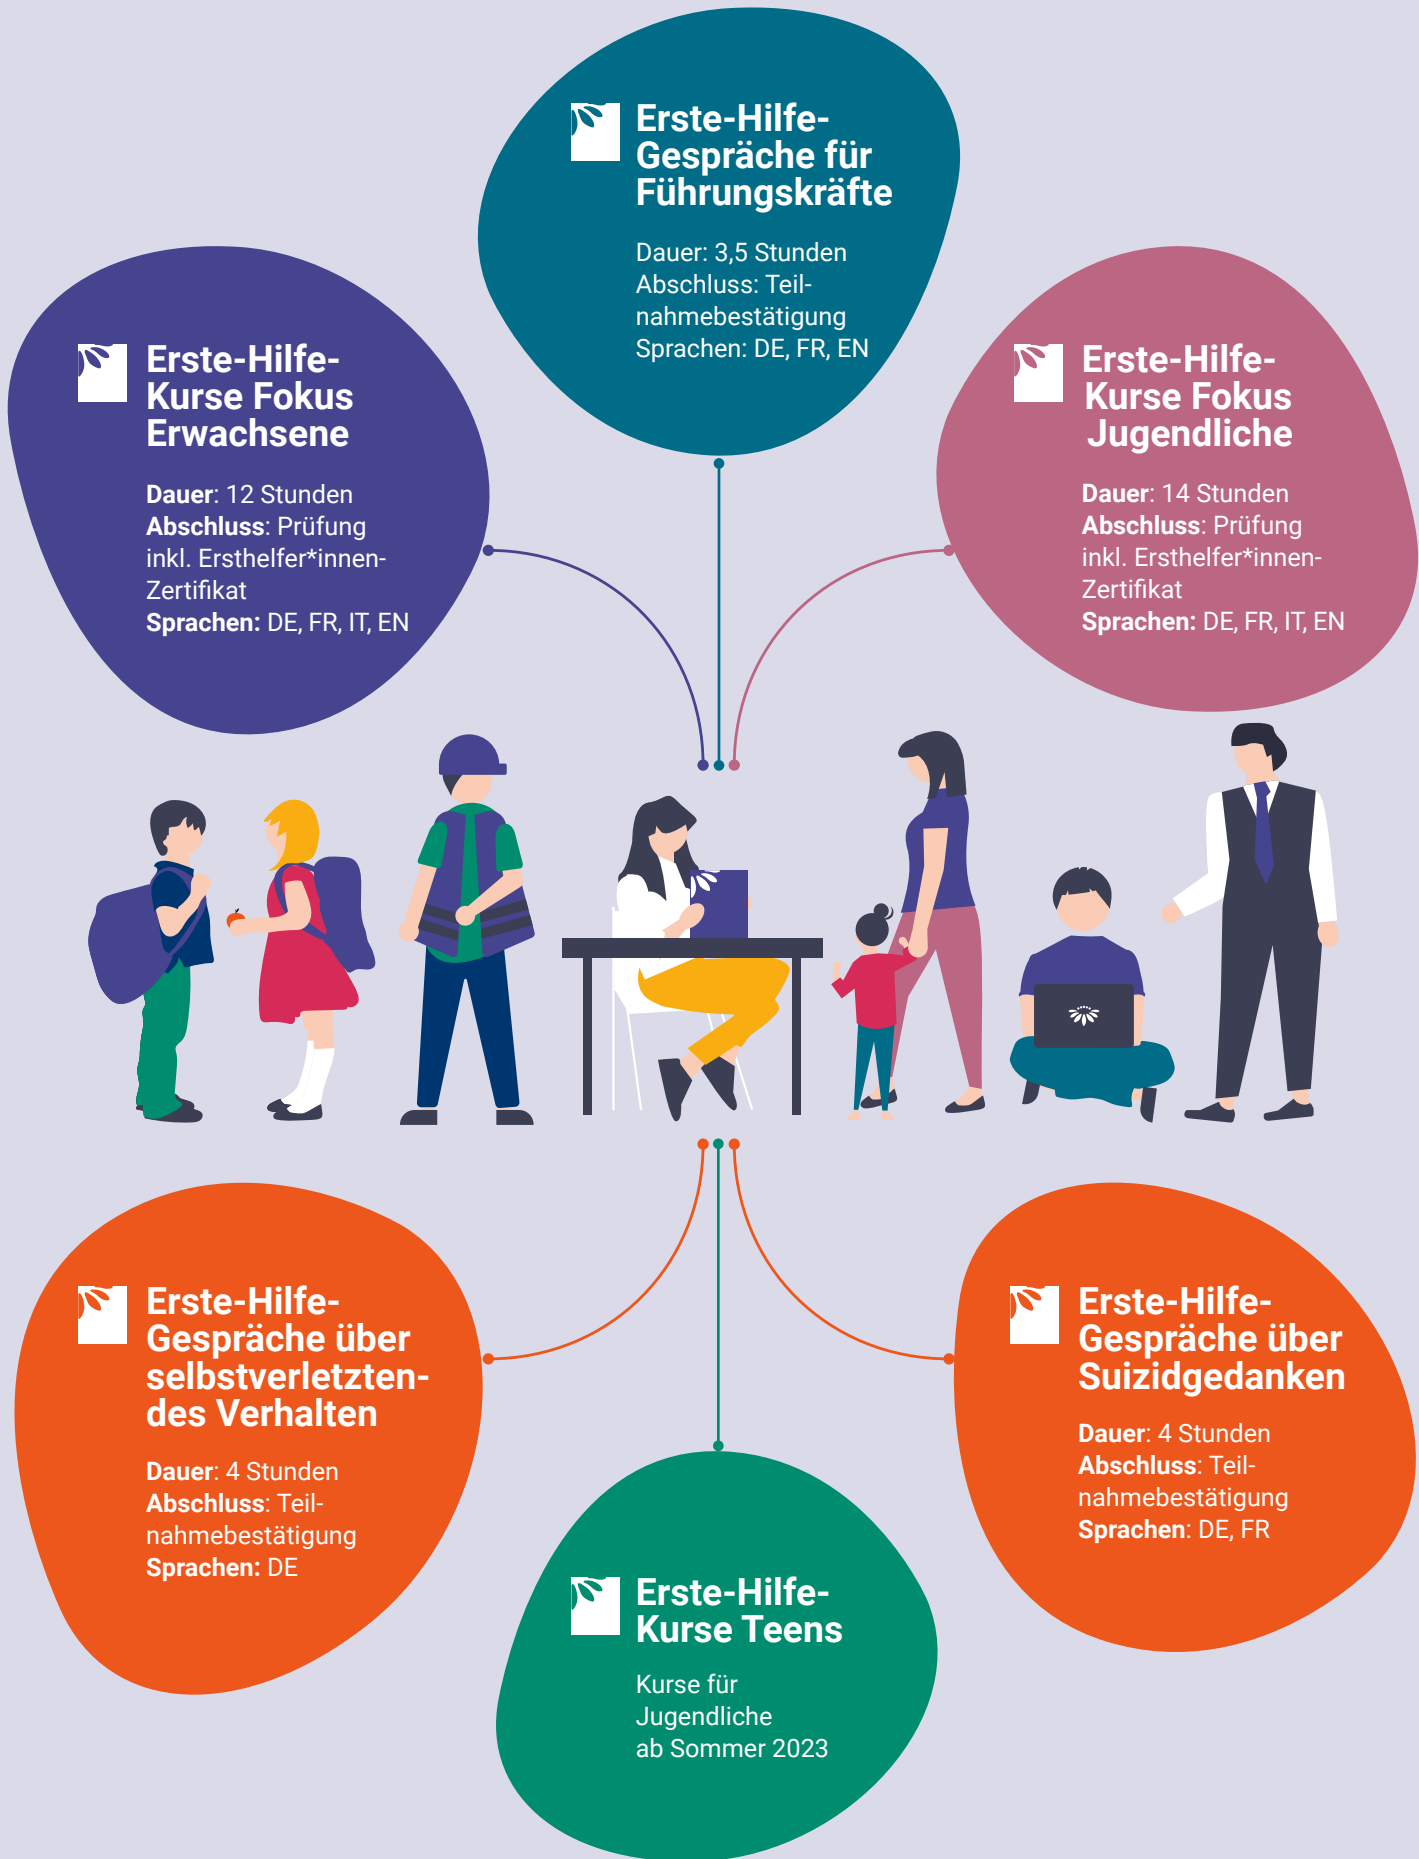 Erste-Hilfe-
Gespräche für
Führungskräfte
Dauer: 3,5 Stunden
Abschluss: Teil-
nahmebestätigung
Sprachen: DE, FR, EN
Erste-Hilfe-
Kurse Fokus
Erwachsene
Dauer: 12 Stunden
Abschluss: Prüfung
inkl. Ersthelfer*innen-
Zertifikat
Sprachen: DE, FR, IT, EN
Erste-Hilfe-
Kurse Fokus
Jugendliche
Dauer: 14 Stunden
Abschluss: Prüfung
inkl. Ersthelfer*innen-
Zertifikat
Sprachen: DE, FR, IT, EN
Erste-Hilfe-
Gespräche über
selbstverletzten-
des Verhalten
Dauer: 4 Stunden
Abschluss: Teil-
nahmebestätigung
Sprachen: DE
Erste-Hilfe-
Gespräche über
Suizidgedanken
Dauer: 4 Stunden
Abschluss: Teil-
nahmebestätigung
Sprachen: DE, FR
Erste-Hilfe-
Kurse Teens
Kurse für
Jugendliche
ab Sommer 2023